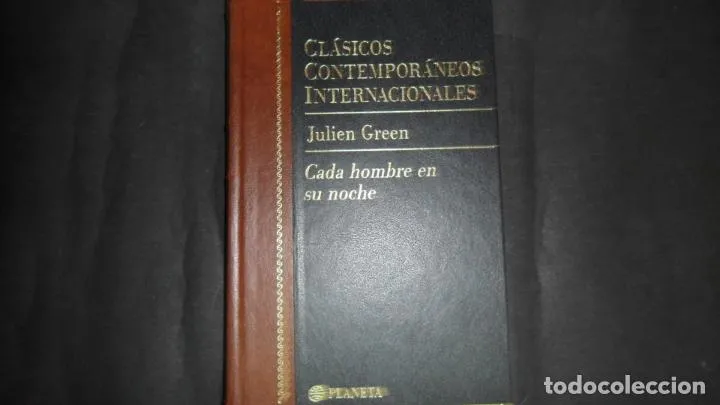 CLÁSICOS
CONTEMPORÁNEOS
INTERNACIONALES
Julien Green
Cada hombre en
su noche
PLANETA
todocoleccion